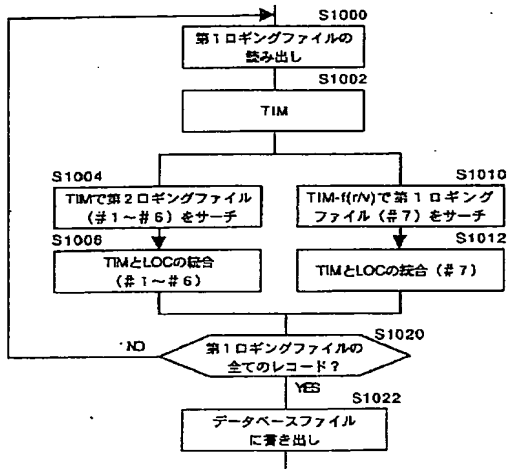 S1000
第１ロギングファイルの
読み出し
S1002
TIM
S1004
TIMで第２ロギングファイル
（＃１～＃６）をサーチ
S1010
TIM-f(r/v)で第１ロギング
ファイル（＃７）をサーチ
S1006
TIMとLOCの統合
（＃１～＃６）
S1012
TIMとLOCの統合（＃７）
S1020
第１ロギングファイルの
全てのレコード？
NO
YES
S1022
データベースファイル
に書き出し